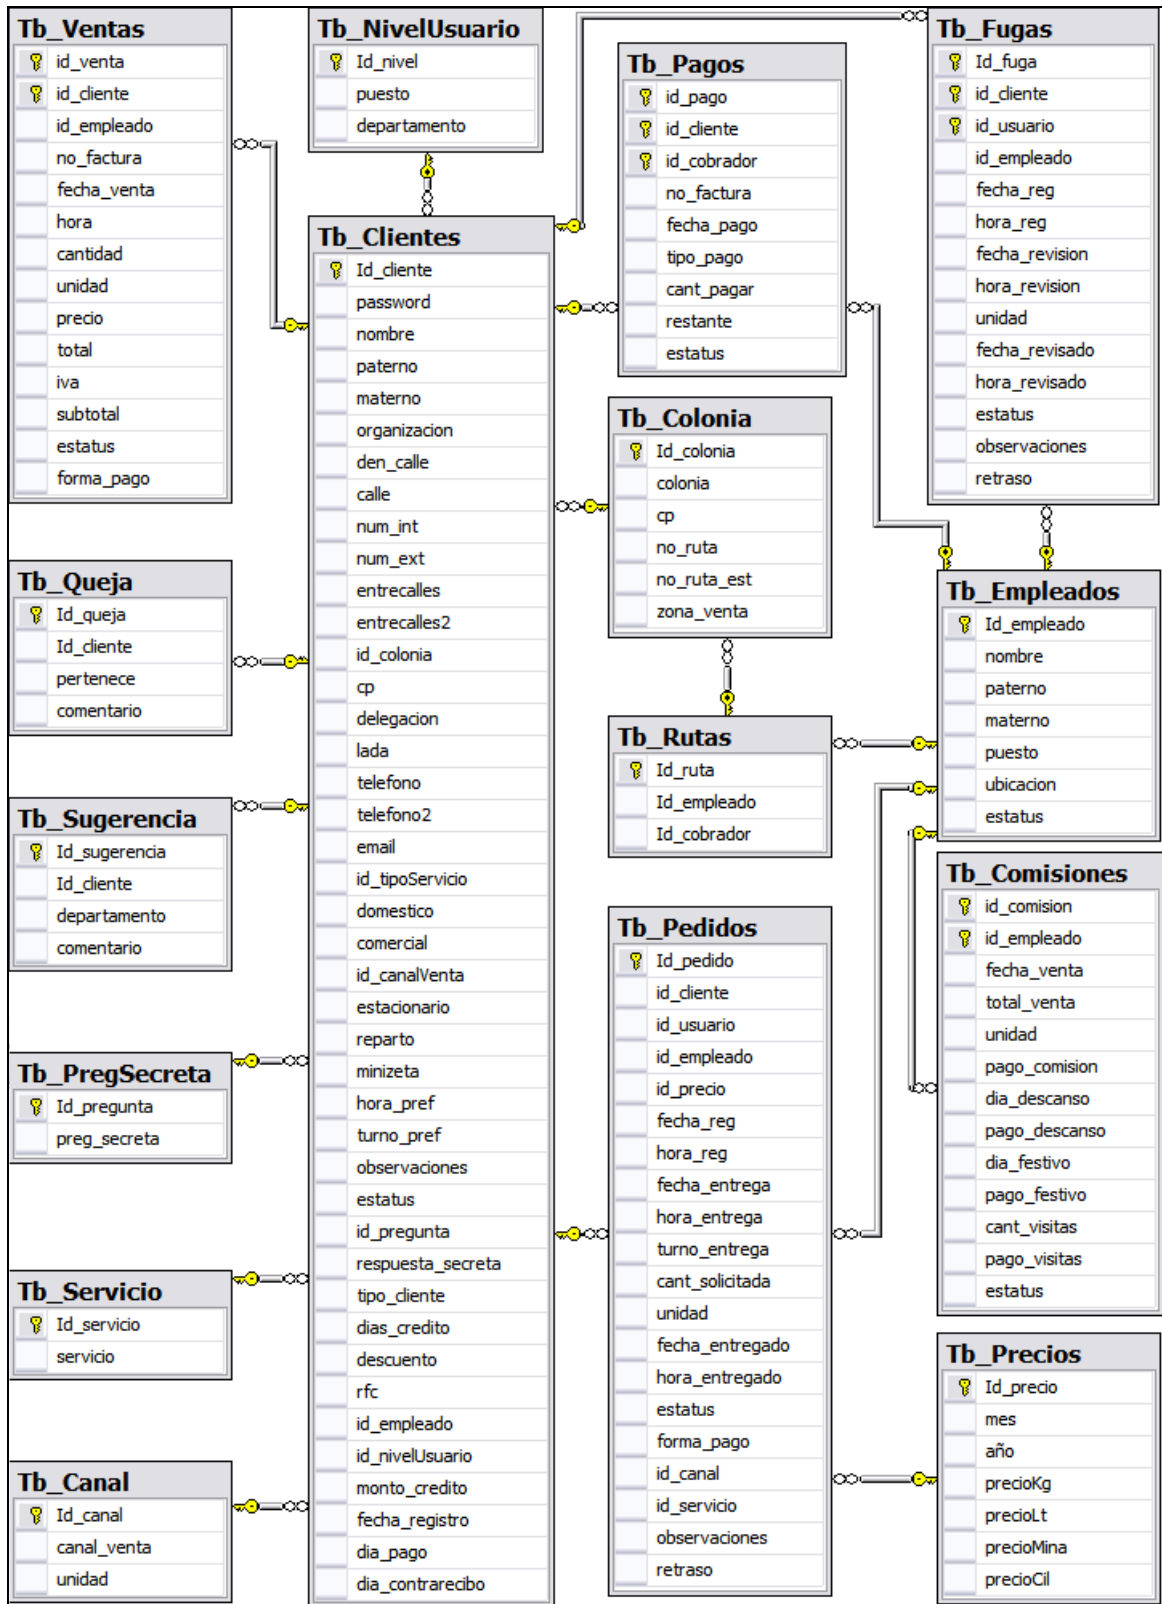 Tb_Ventas
id_venta
id_cliente
id_empleado
no_factura
fecha_venta
hora
cantidad
unidad
precio
total
iva
subtotal
estatus
forma_pago
Tb_Queja
Id_queja
Id_cliente
pertenece
comentario
Tb_Sugerencia
Id_sugerencia
Id_cliente
departamento
comentario
Tb_PregSecreta
Id_pregunta
preg_secreta
Tb_Servicio
Id_servicio
servicio
Tb_Canal
Id_canal
canal_venta
unidad
Tb_NivelUsuario
Id_nivel
puesto
departamento
Tb_Clientes
Id_cliente
password
nombre
paterno
materno
organizacion
den_calle
calle
num_int
num_ext
entrecalles
entrecalles2
id_colonia
cp
delegacion
lada
telefono
telefono2
email
id_tipoServicio
domestico
comercial
id_canalVenta
estacionario
reparto
minizeta
hora_pref
turno_pref
observaciones
estatus
id_pregunta
respuesta_secreta
tipo_cliente
dias_credito
descuento
rfc
id_empleado
id_nivelUsuario
monto_credito
fecha_registro
dia_pago
dia_contrarecibo
Tb_Pagos
id_pago
id_cliente
id_cobrador
no_factura
fecha_pago
tipo_pago
cant_pagar
restante
estatus
Tb_Colonia
Id_colonia
colonia
cp
no_ruta
no_ruta_est
zona_venta
Tb_Rutas
Id_ruta
Id_empleado
Id_cobrador
Tb_Pedidos
Id_pedido
id_cliente
id_usuario
id_empleado
id_precio
fecha_reg
hora_reg
fecha_entrega
hora_entrega
turno_entrega
cant_solicitada
unidad
fecha_entregado
hora_entregado
estatus
forma_pago
id_canal
id_servicio
observaciones
retraso
Tb_Fugas
Id_fuga
id_cliente
id_usuario
id_empleado
fecha_reg
hora_reg
fecha_revision
hora_revision
unidad
fecha_revisado
hora_revisado
estatus
observaciones
retraso
Tb_Empleados
Id_empleado
nombre
paterno
materno
puesto
ubicacion
estatus
Tb_Comisiones
id_comision
id_empleado
fecha_venta
total_venta
unidad
pago_comision
dia_descanso
pago_descanso
dia_festivo
pago_festivo
cant_visitas
pago_visitas
estatus
Tb_Precios
Id_precio
mes
año
precioKg
precioLt
precioMina
precioCil